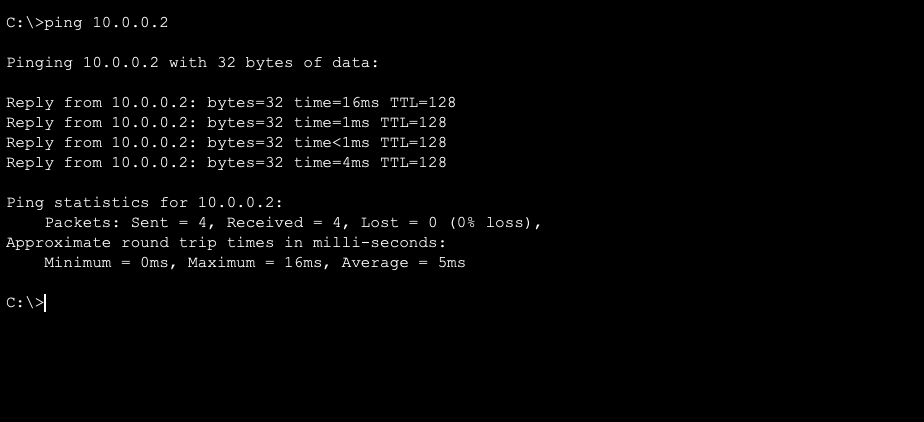 C:\>ping 10.0.0.2
Pinging 10.0.0.2 with 32 bytes of data:
Reply from 10.0.0.2: bytes=32 time=16ms TTL=128
Reply from 10.0.0.2: bytes=32 time=1ms TTL=128
Reply from 10.0.0.2: bytes=32 time<1ms TTL=128
Reply from 10.0.0.2: bytes=32 time=4ms TTL=128
Ping statistics for 10.0.0.2:
    Packets: Sent = 4, Received = 4, Lost = 0 (0% loss),
Approximate round trip times in milli-seconds:
    Minimum = 0ms, Maximum = 16ms, Average = 5ms
C:\>